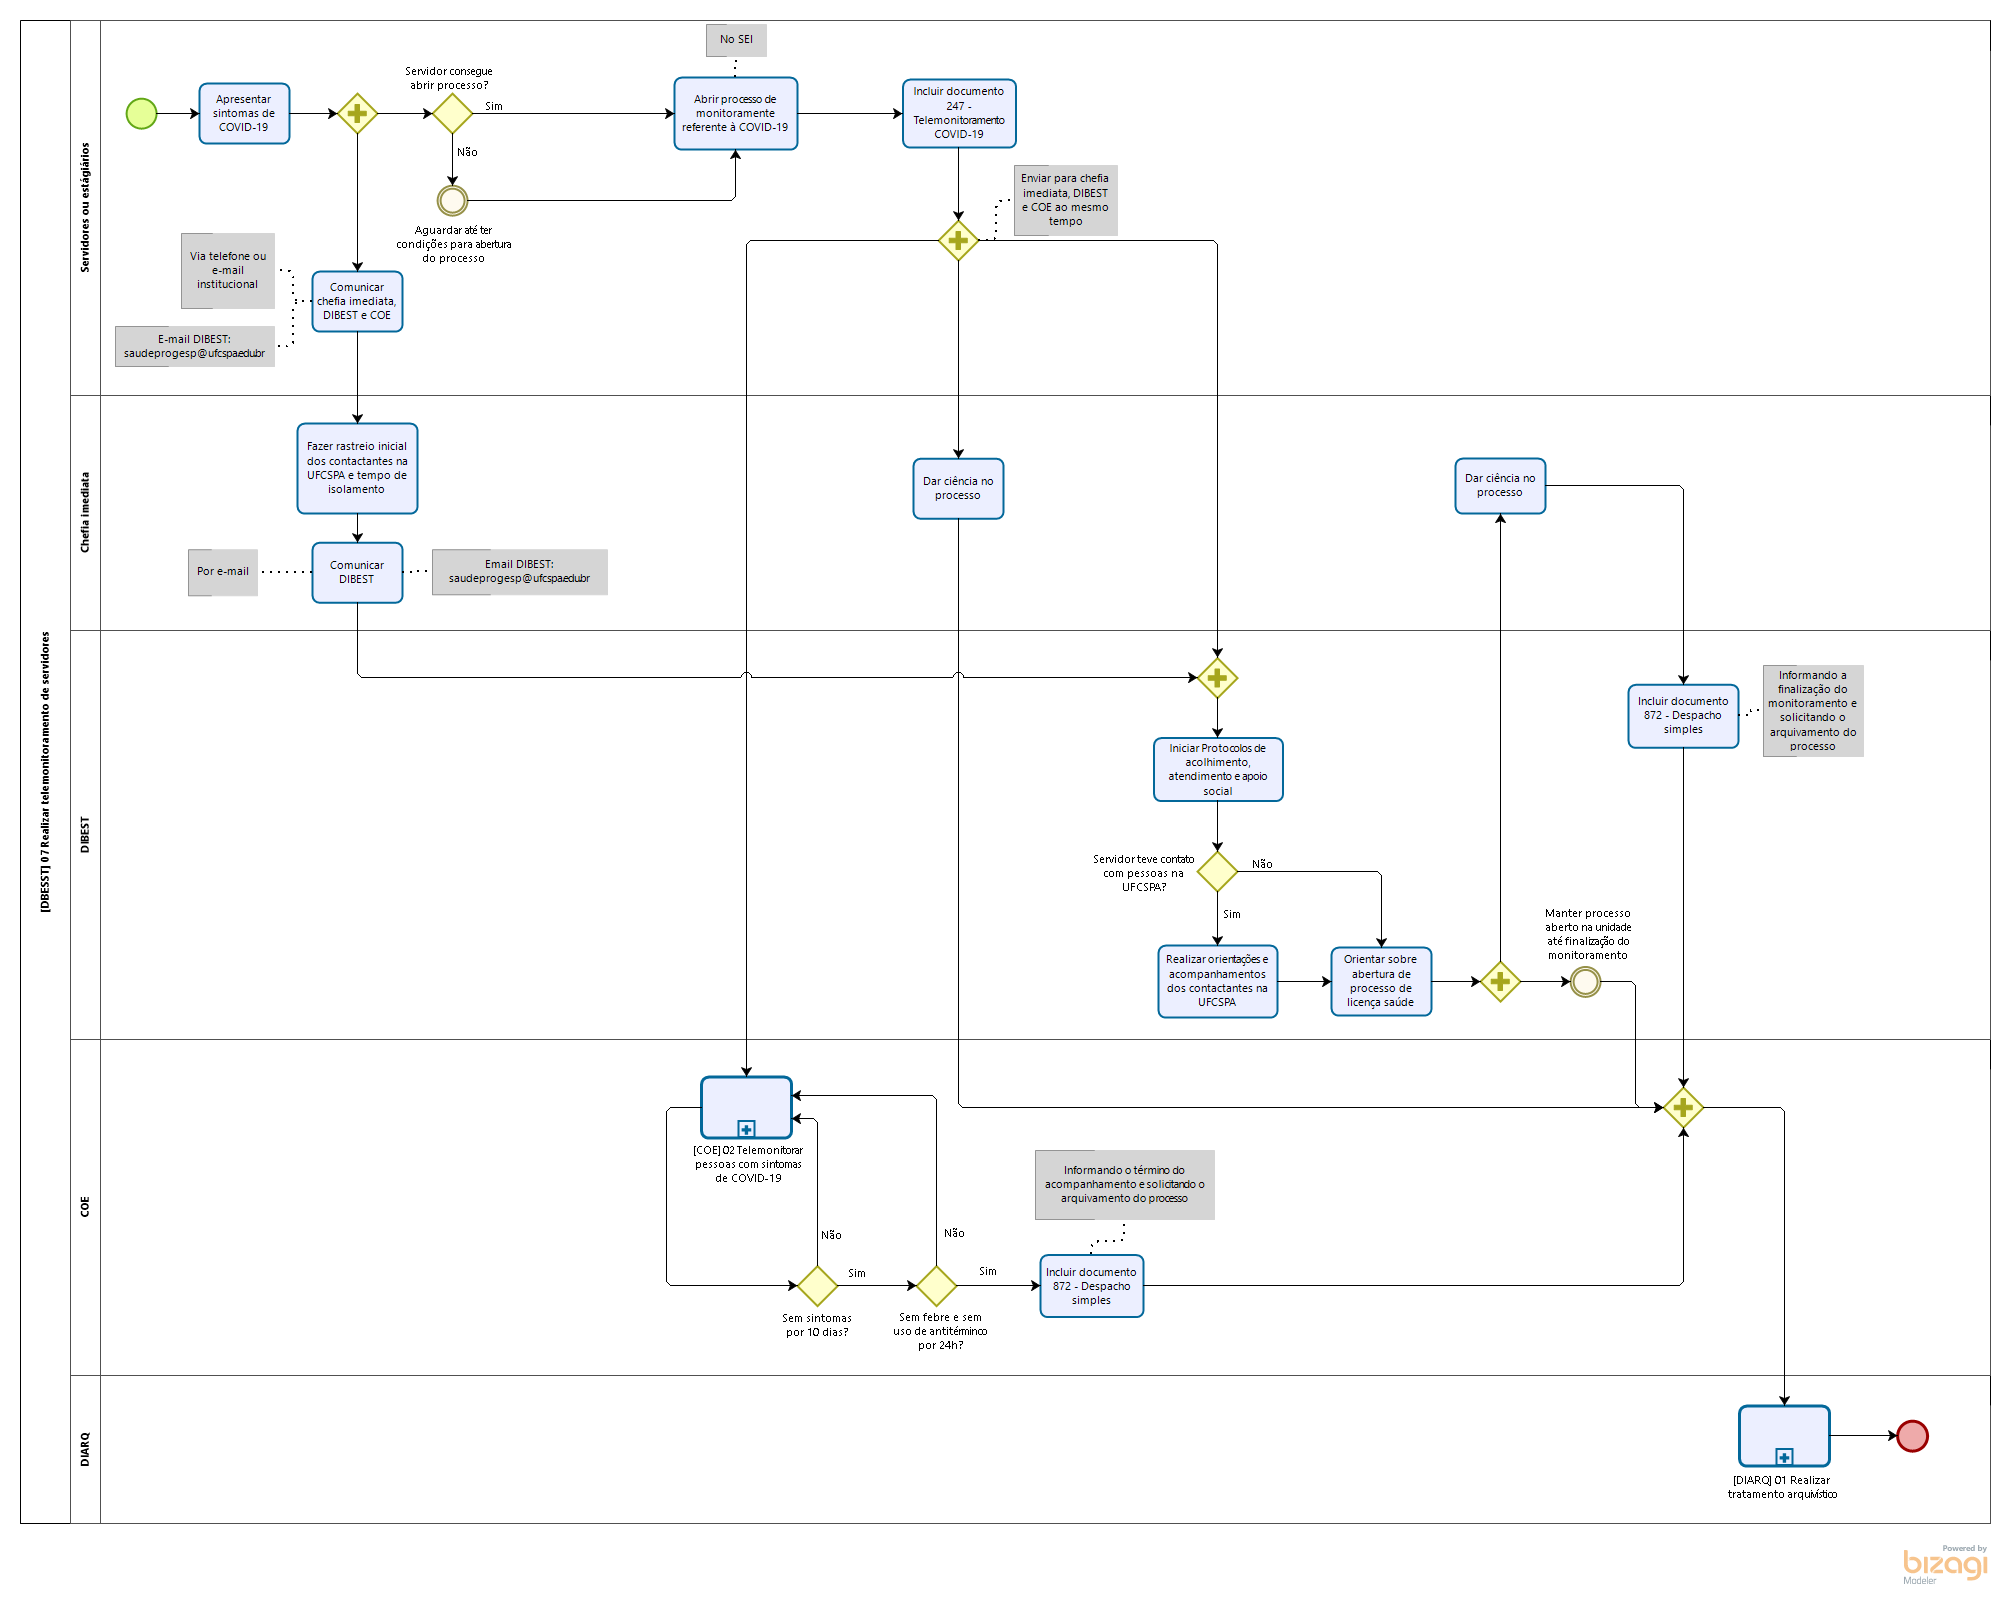 [DBESST] 07 Realizar telemonitoramento de servidores
Servidores ou estágiários
No SEI
Servidor consegue
abrir processo?
Apresentar
sintomas de
COVID-19
Sim
Abrir processo de
monitoramente
referente à COVID-19
Incluir documento
247 -
Telemonitoramento
COVID-19
Não
Enviar para chefia
imediata, DIBEST
e COE ao mesmo
tempo
Aguardar até ter
condições para abertura
do processo
Via telefone ou
e-mail
institucional
Comunicar
chefia imediata,
DIBEST e COE
E-mail DIBEST:
saudeprogesp@ufcspa.edu.br
Chefia imediata
Fazer rastreio inicial
dos contactantes na
UFCSPA e tempo de
isolamento
Dar ciência no
processo
Dar ciência no
processo
Por e-mail
Comunicar
DIBEST
Email DIBEST:
saudeprogesp@ufcspa.edu.br
DIBEST
Incluir documento
872 - Despacho
simples
Informando a
finalização do
monitoramento e
solicitando o
arquivamento do
processo
Iniciar Protocolos de
acolhimento,
atendimento e apoio
social
Servidor teve contato
com pessoas na
UFCSPA?
Não
Sim
Manter processo
aberto na unidade
até finalização do
monitoramento
Realizar orientações e
acompanhamentos
dos contactantes na
UFCSPA
Orientar sobre
abertura de
processo de
licença saúde
COE
[COE] 02 Telemonitorar
pessoas com sintomas
de COVID-19
Informando o término do
acompanhamento e solicitando o
arquivamento do processo
Não
Não
Sim
Sim
Incluir documento
872 - Despacho
simples
Sem sintomas
por 10 dias?
Sem febre e sem
uso de antitérminco
por 24h?
DIARQ
[DIARQ] 01 Realizar
tratamento arquivístico
Powered by
bizagi
Modeler